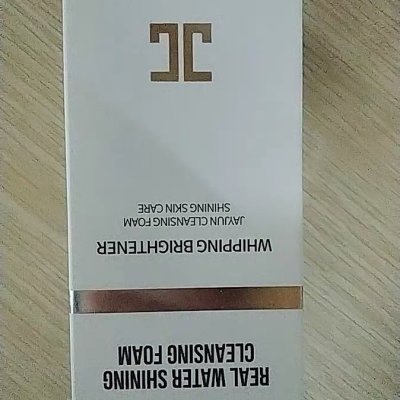 REAL WATER SHINING
CLEANSING FOAM
WHIPPING BRIGHTENER
JAYJUN CLEANSING FOAM
SHINING SKIN CARE